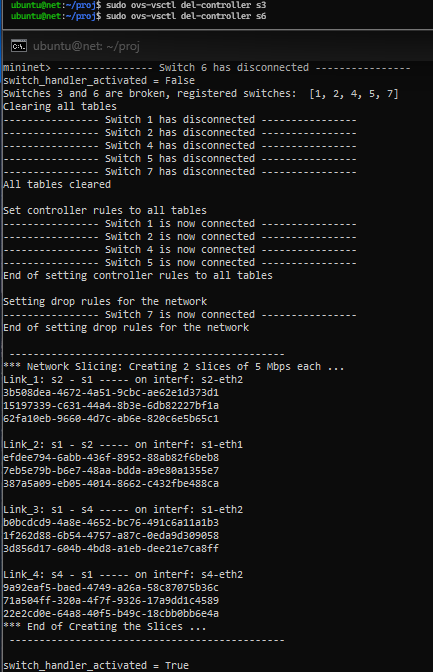 ubuntu@net:~/proj$ sudo ovs-vsctl del-controller s3
ubuntu@net:~/proj$ sudo ovs-vsctl del-controller s6
ubuntu@net: ~/proj
mininet> --------------- Switch 6 has disconnected ---------------
switch_handler_activated = False
Switches 3 and 6 are broken, registered switches:  [1, 2, 4, 5, 7]
Clearing all tables
--------------- Switch 1 has disconnected ---------------
--------------- Switch 2 has disconnected ---------------
--------------- Switch 4 has disconnected ---------------
--------------- Switch 5 has disconnected ---------------
--------------- Switch 7 has disconnected ---------------
All tables cleared
Set controller rules to all tables
--------------- Switch 1 is now connected ---------------
--------------- Switch 2 is now connected ---------------
--------------- Switch 4 is now connected ---------------
--------------- Switch 5 is now connected ---------------
End of setting controller rules to all tables
Setting drop rules for the network
--------------- Switch 7 is now connected ---------------
End of setting drop rules for the network
--------------------------------------------
*** Network Slicing: Creating 2 slices of 5 Mbps each ...
Link_1: s2 - s1 ----- on interf: s2-eth2
3b508dea-4672-4a51-9cbc-ae62e1d373d1
15197339-c631-44a4-8b3e-6db82227bf1a
62fa10eb-9660-4d7c-ab6e-820c6e5b65c1
Link_2: s1 - s2 ----- on interf: s1-eth1
efdee794-6abb-436f-8952-88ab82f6beb8
7eb5e79b-b6e7-48aa-bdda-a9e80a1355e7
387a5a09-eb05-4014-8662-c432fbe488ca
Link_3: s1 - s4 ----- on interf: s1-eth2
b0bcdcd9-4a8e-4652-bc76-491c6a11a1b3
1f262d88-6b54-4757-a87c-0eda9d309058
3d856d17-604b-4bd8-a1eb-dee21e7ca8ff
Link_4: s4 - s1 ----- on interf: s4-eth2
9a92eaf5-baed-4749-a26a-58c87075b36c
71a504ff-320a-4f7f-9326-17a9dd1c4589
22e2cd0e-64a8-40f5-b49c-18cbb0bb6e4a
*** End of Creating the Slices ...
--------------------------------------------
switch_handler_activated = True